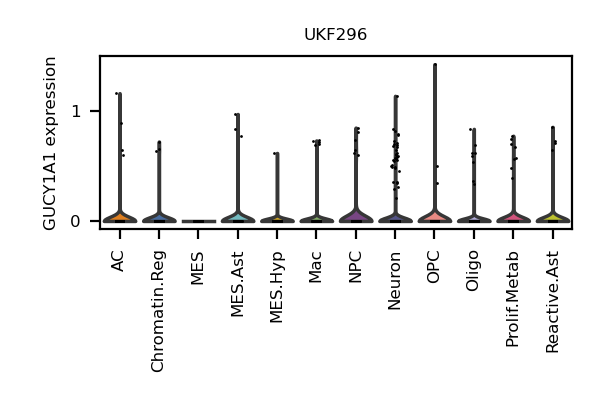 UKF296
GUCY1A1 expression
1
0
AC
Chromatin.Reg
MES
MES.Ast
MES.Hyp
Mac
NPC
Neuron
OPC
Oligo
Prolif.Metab
Reactive.Ast